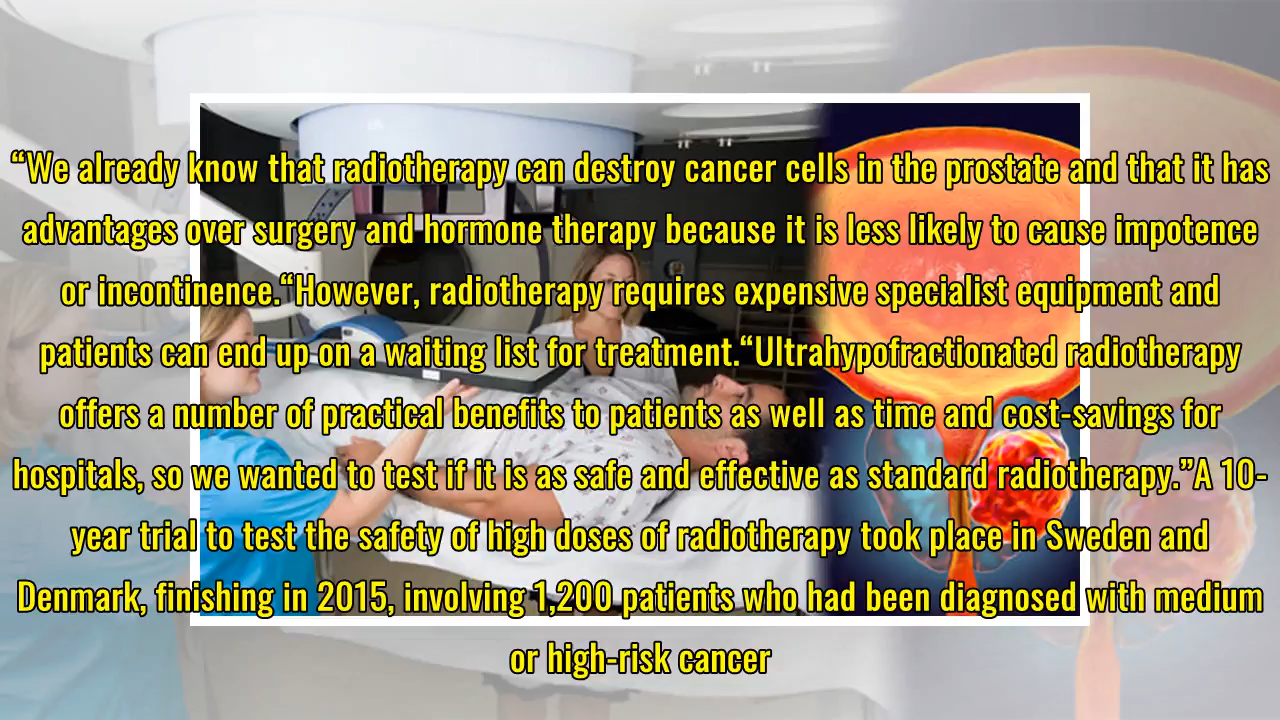 “We already know that radiotherapy can destroy cancer cells in the prostate and that it has
advantages over surgery and hormone therapy because it is less likely to cause impotence
or incontinence.“However, radiotherapy requires expensive specialist equipment and
patients can end up on a waiting list for treatment.“Ultrahypofractionated radiotherapy
offers a number of practical benefits to patients as well as time and cost-savings for
hospitals, so we wanted to test if it is as safe and effective as standard radiotherapy.”A 10-
year trial to test the safety of high doses of radiotherapy took place in Sweden and
Denmark, finishing in 2015, involving 1,200 patients who had been diagnosed with medium
or high-risk cancer